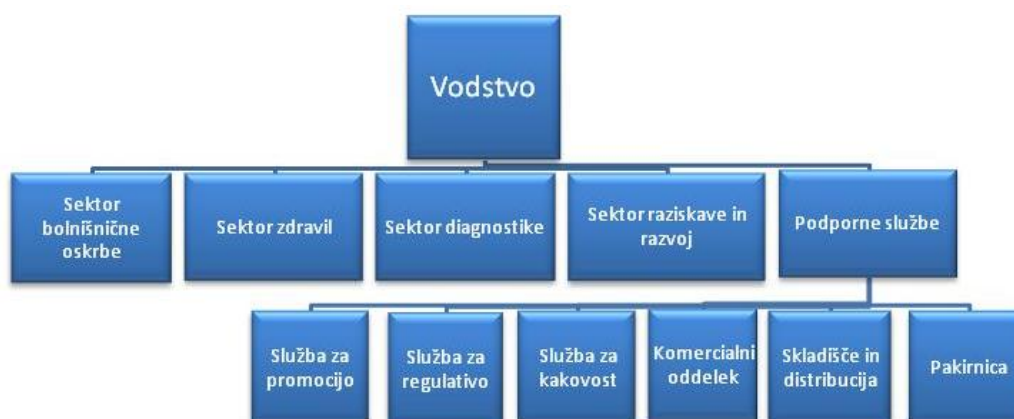 Vodstvo
Sektor
bolnišnične
oskrbe
Sektor zdravil
Sektor diagnostike
Sektor raziskave in
razvoj
Podporne službe
Služba za
promocijo
Služba za
regulativo
Služba za
kakovost
Komercialni
oddelek
Skladišče in
distribucija
Pakirnica